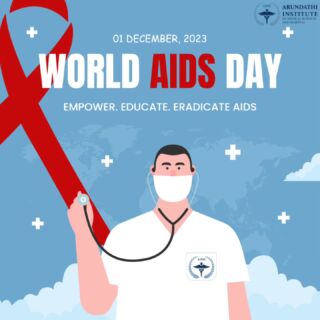 ARUNDATHI
INSTITUTE
01 DECEMBER, 2023
WORLD AIDS DAY
EMPOWER. EDUCATE. ERADICATE AIDS